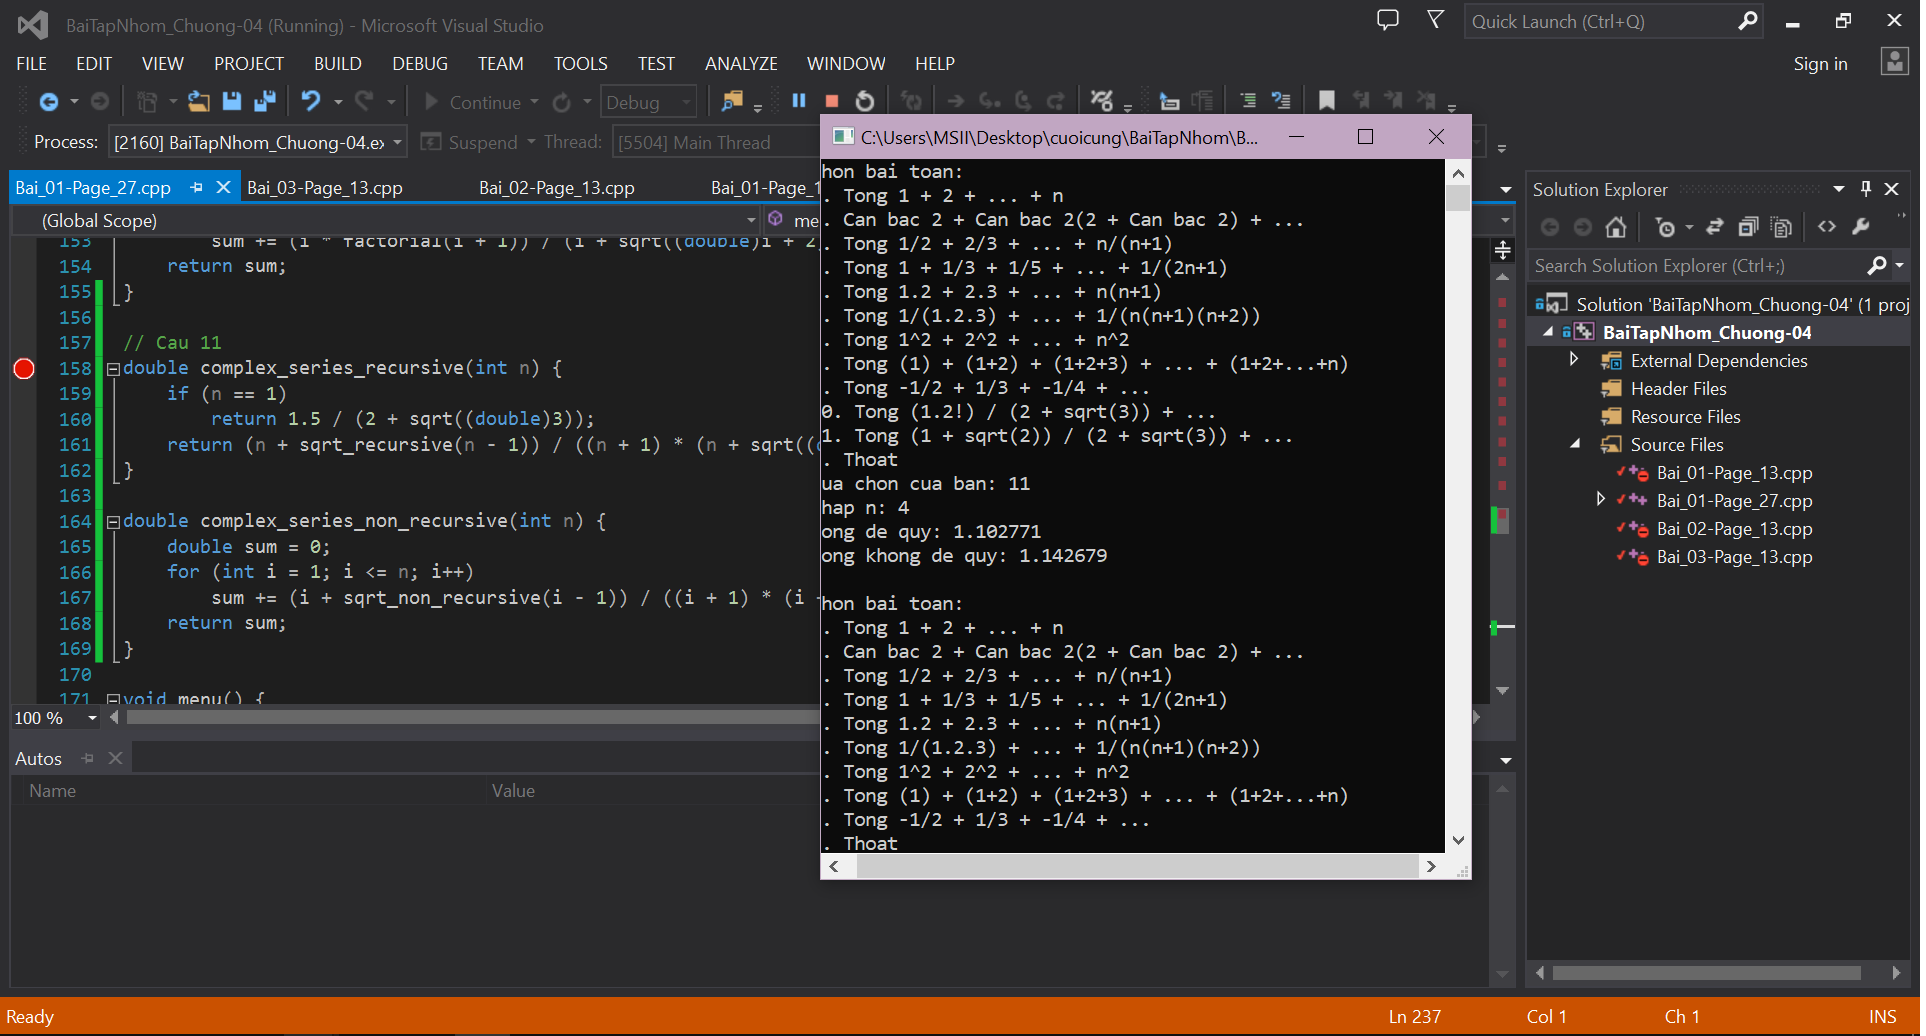 BaiTapNhom_Chuong-04 (Running) - Microsoft Visual Studio
Quick Launch (Ctrl+Q)
FILE EDIT VIEW PROJECT BUILD DEBUG TEAM TOOLS TEST ANALYZE WINDOW HELP
Sign in
Continue Debug
Process: [2160] BaiTapNhom_Chuong-04.ex Suspend Thread: [5504] Main Thread
Bai_01-Page_27.cpp Bai_03-Page_13.cpp Bai_02-Page_13.cpp Bai_01-Page_1
(Global Scope) me
153 sum += (i * factorial(i + 1)) / (i + sqrt((double)i + 2
154 return sum;
155 }
156
157 // Cau 11
158 double complex_series_recursive(int n) {
159 if (n == 1)
160 return 1.5 / (2 + sqrt((double)3));
161 return (n + sqrt_recursive(n - 1)) / ((n + 1) * (n + sqrt((
162 }
163
164 double complex_series_non_recursive(int n) {
165 double sum = 0;
166 for (int i = 1; i <= n; i++)
167 sum += (i + sqrt_non_recursive(i - 1)) / ((i + 1) * (i
168 return sum;
169 }
170
171 void menu() {
100 %
Autos
Name Value
C:\Users\MSII\Desktop\cuoicung\BaiTapNhom\B...
hon bai toan:
. Tong 1 + 2 + ... + n
. Can bac 2 + Can bac 2(2 + Can bac 2) + ...
. Tong 1/2 + 2/3 + ... + n/(n+1)
. Tong 1 + 1/3 + 1/5 + ... + 1/(2n+1)
. Tong 1.2 + 2.3 + ... + n(n+1)
. Tong 1/(1.2.3) + ... + 1/(n(n+1)(n+2))
. Tong 1^2 + 2^2 + ... + n^2
. Tong (1) + (1+2) + (1+2+3) + ... + (1+2+...+n)
. Tong -1/2 + 1/3 + -1/4 + ...
0. Tong (1.2!) / (2 + sqrt(3)) + ...
1. Tong (1 + sqrt(2)) / (2 + sqrt(3)) + ...
. Thoat
ua chon cua ban: 11
hap n: 4
ong de quy: 1.102771
ong khong de quy: 1.142679
hon bai toan:
. Tong 1 + 2 + ... + n
. Can bac 2 + Can bac 2(2 + Can bac 2) + ...
. Tong 1/2 + 2/3 + ... + n/(n+1)
. Tong 1 + 1/3 + 1/5 + ... + 1/(2n+1)
. Tong 1.2 + 2.3 + ... + n(n+1)
. Tong 1/(1.2.3) + ... + 1/(n(n+1)(n+2))
. Tong 1^2 + 2^2 + ... + n^2
. Tong (1) + (1+2) + (1+2+3) + ... + (1+2+...+n)
. Tong -1/2 + 1/3 + -1/4 + ...
. Thoat
Solution Explorer
Search Solution Explorer (Ctrl+;)
Solution 'BaiTapNhom_Chuong-04' (1 proj
BaiTapNhom_Chuong-04
External Dependencies
Header Files
Resource Files
Source Files
Bai_01-Page_13.cpp
Bai_01-Page_27.cpp
Bai_02-Page_13.cpp
Bai_03-Page_13.cpp
Ready Ln 237 Col 1 Ch 1 INS